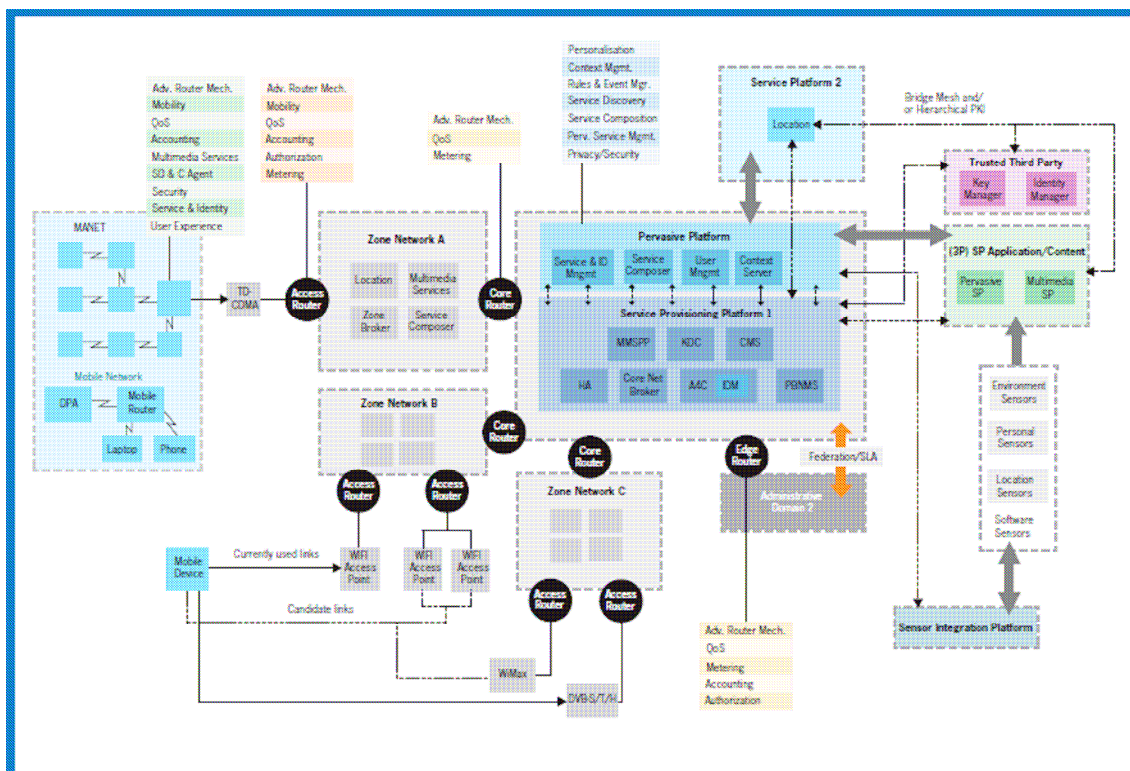 Adv. Router Mech.
Mobility
QoS
Accounting
Multimedia Services
SD & C Agent
Security
Service & Identity
User Experience
Adv. Router Mech.
Mobility
QoS
Accounting
Authorization
Metering
Adv. Router Mech.
QoS
Metering
Personalisation
Context Mgmt.
Rules & Event Mgr.
Service Discovery
Service Composition
Perv. Service Mgmt.
Privacy/Security
Service Platform 2
Location
Bridge Mesh and/
or Hierarchical PKI
Trusted Third Party
Key
Manager
Identity
Manager
MANET
TD-
CDMA
Access
Router
Zone Network A
Location
Multimedia
Services
Zone
Broker
Service
Composer
Core
Router
Pervasive Platform
Service & ID
Mgmt
Service
Composer
User
Mgmt
Context
Server
Service Provisioning Platform 1
MMSPP
KDC
CMS
HA
Core Net
Broker
A4C
IDM
PBNMS
(3P) SP Application/Content
Pervasive
SP
Multimedia
SP
Mobile Network
DPA
Mobile
Router
Laptop
Phone
Zone Network B
Core
Router
Access
Router
Access
Router
Core
Router
Zone Network C
Edge
Router
Federation/SLA
Administrative
Domain 2
Environment
Sensors
Personal
Sensors
Location
Sensors
Software
Sensors
Sensor Integration Platform
Mobile
Device
Currently used links
Candidate links
WIFI
Access
Point
WIFI
Access
Point
WIFI
Access
Point
Access
Router
Access
Router
WiMax
DVB-S/T/H
Adv. Router Mech.
QoS
Metering
Accounting
Authorization